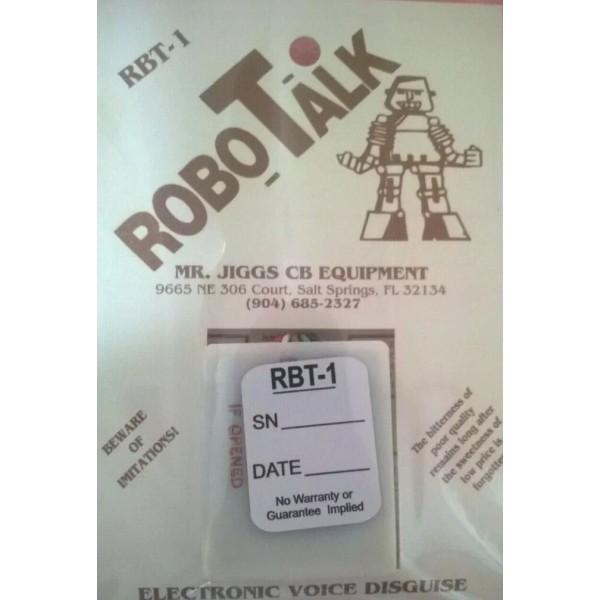 RBT-1
ROBOTALK
MR. JIGGS CB EQUIPMENT
9665 NE 306 Court, Salt Springs, FL 32134
(904) 685-2327
RBT-1
SN
DATE
No Warranty or
Guarantee Implied
IF OPENED
BEWARE
OF
IMITATIONS!
The bitterness of
poor quality
remains long after
the sweetness of
low price is
forgotten
ELECTRONIC VOICE DISGUISE